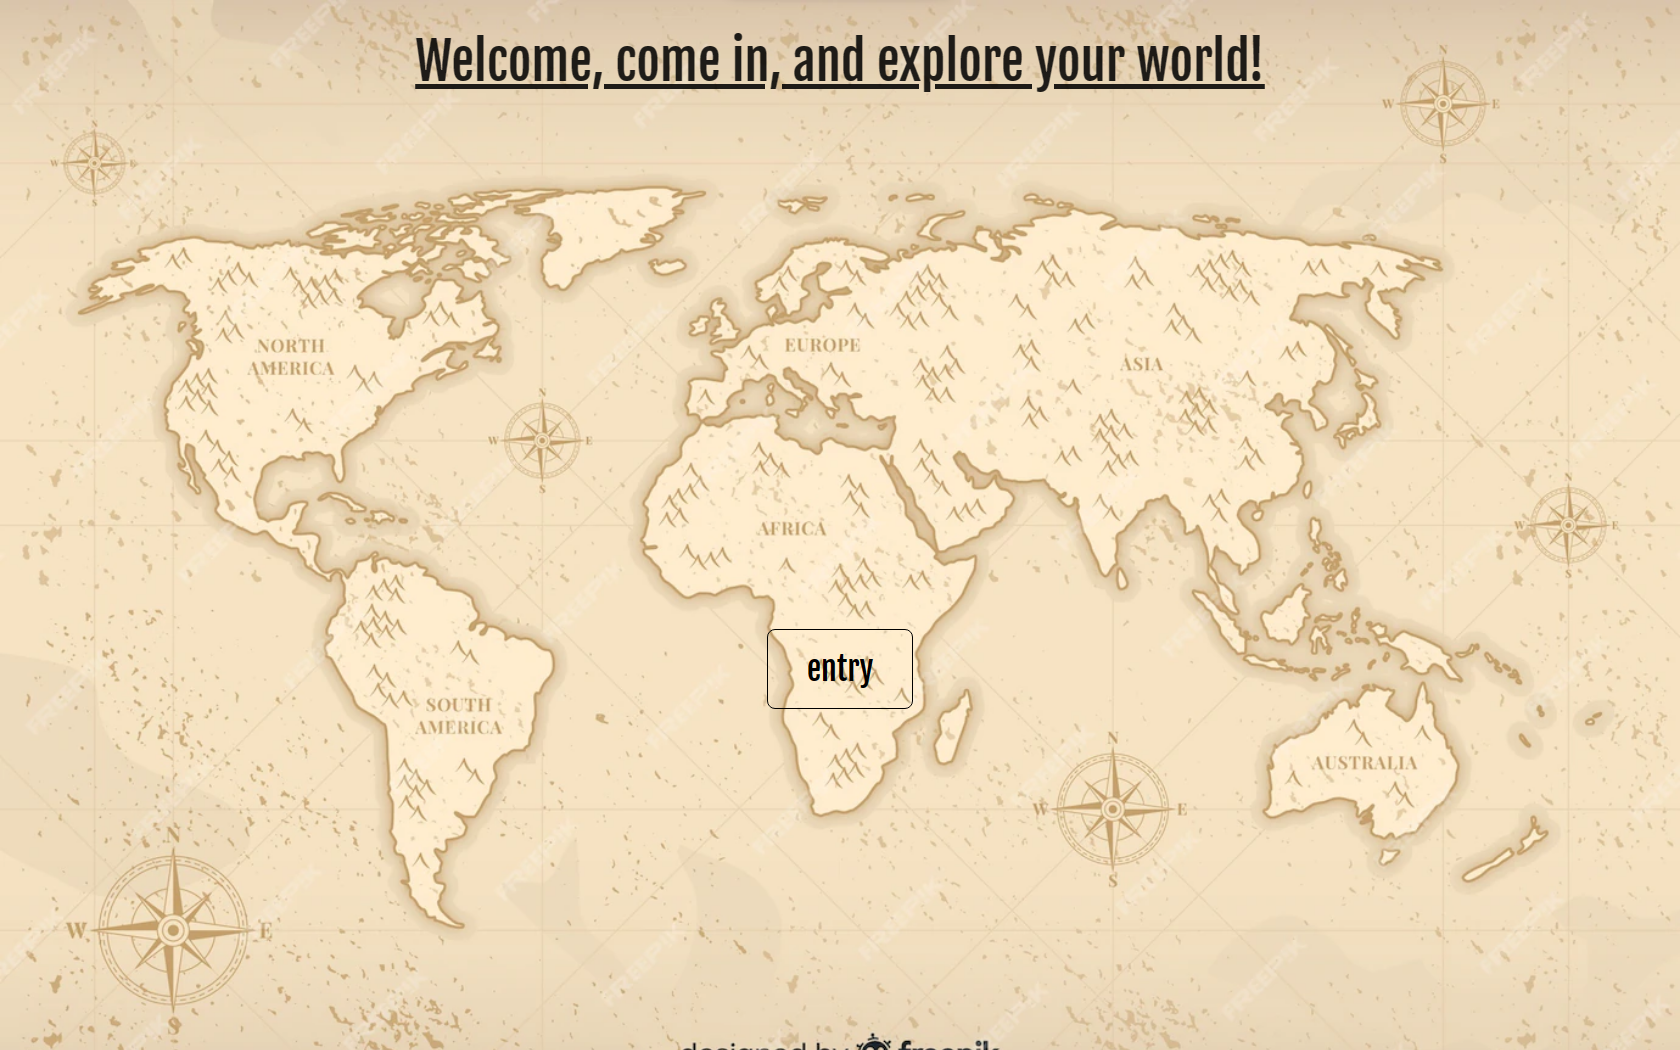 Welcome, come in, and explore your world!
N
W E
S
N
W E
S
NORTH
AMERICA
EUROPE
ASIA
N
W E
S
AFRICA
N
W E
S
entry
SOUTH
AMERICA
N
W E
S
AUSTRALIA
N
W E
S
designed by freepik